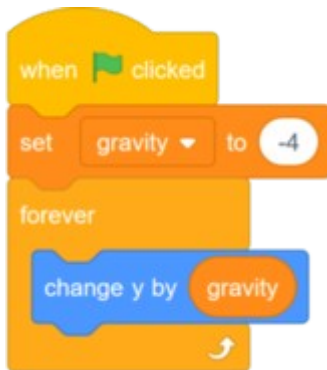 when clicked
set gravity to -4
forever
change y by gravity